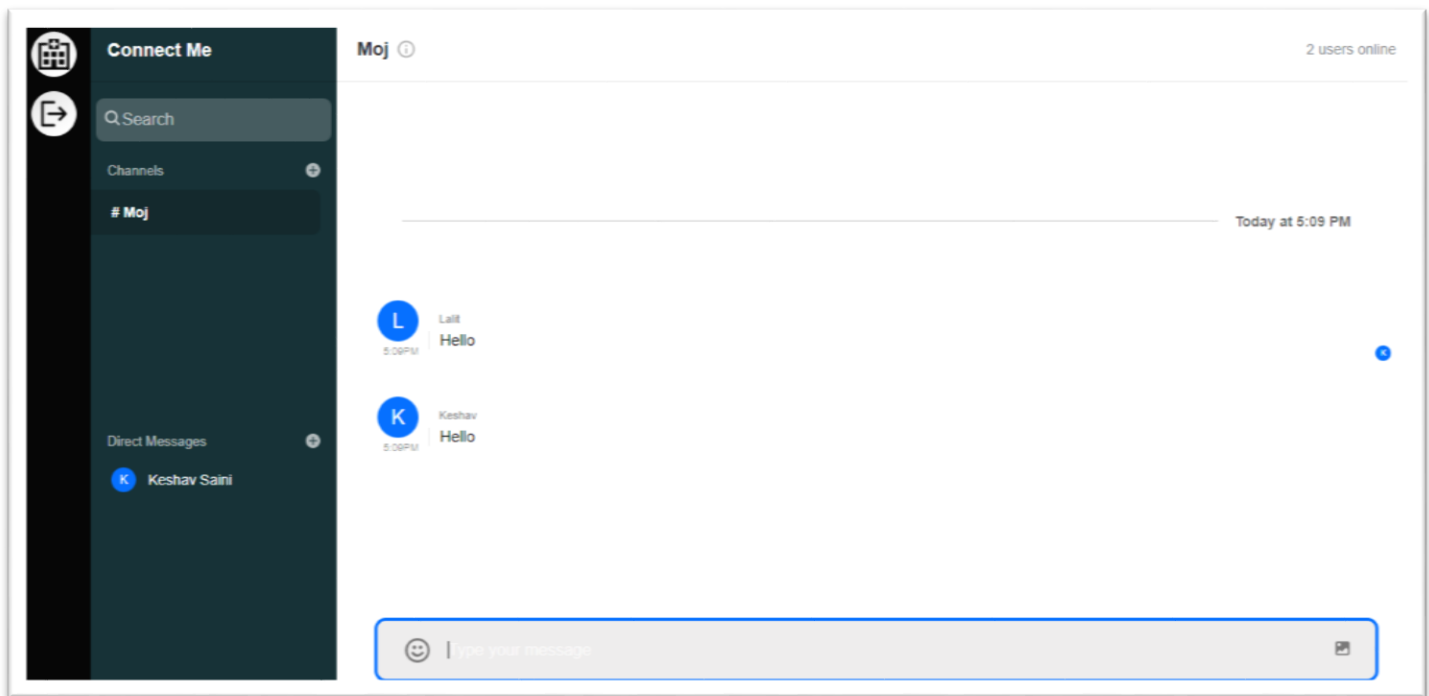 Connect Me
Search
Channels
# Moj
Direct Messages
K Keshav Saini
Moj
2 users online
Today at 5:09 PM
L
Lalit
Hello
5:09PM
K
K
Keshav
Hello
5:09PM
Type your message